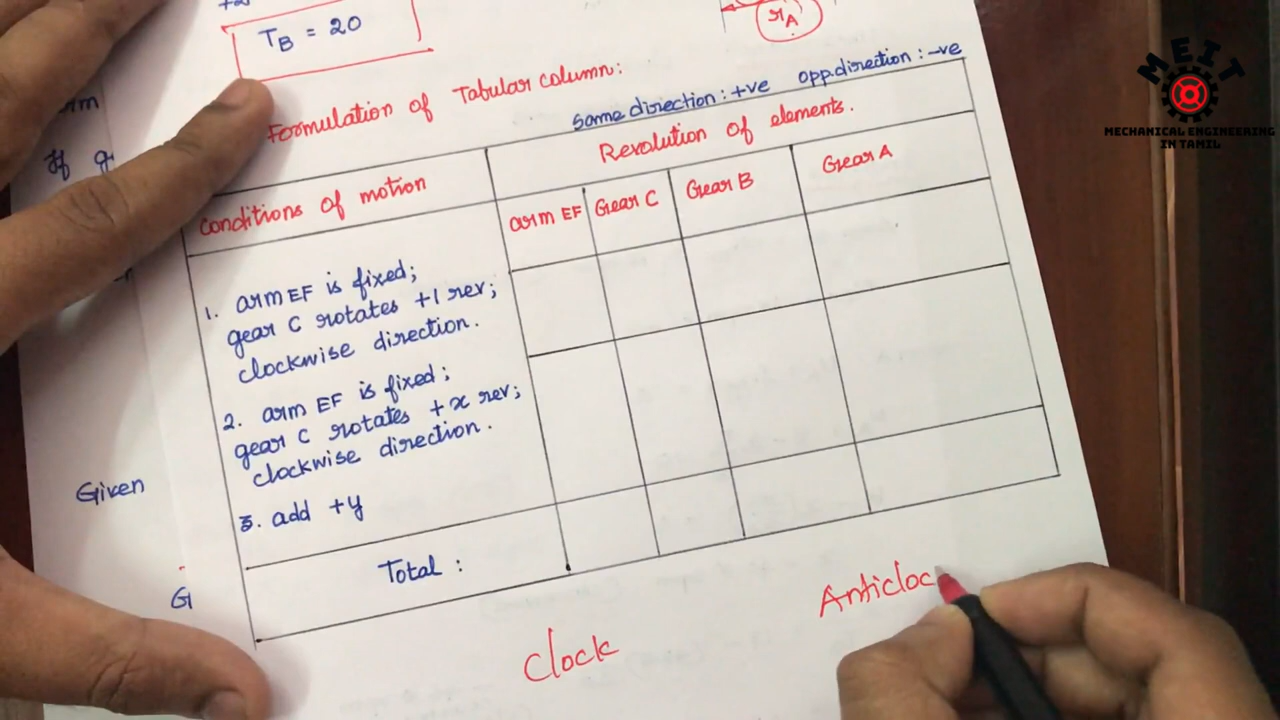 T_B = 20
r_A
Formulation of Tabular column:
same direction : +ve opp.direction : -ve
Conditions of motion
Revolution of elements.
arm EF
Gear C
Gear B
Gear A
1. arm EF is fixed;
gear C rotates +1 rev;
clockwise direction.
2. arm EF is fixed;
gear C rotates +x rev;
clockwise direction.
3. add +y
Total :
Clock
Anticloc
arm
If
Given
MEIT
MECHANICAL ENGINEERING
IN TAMIL